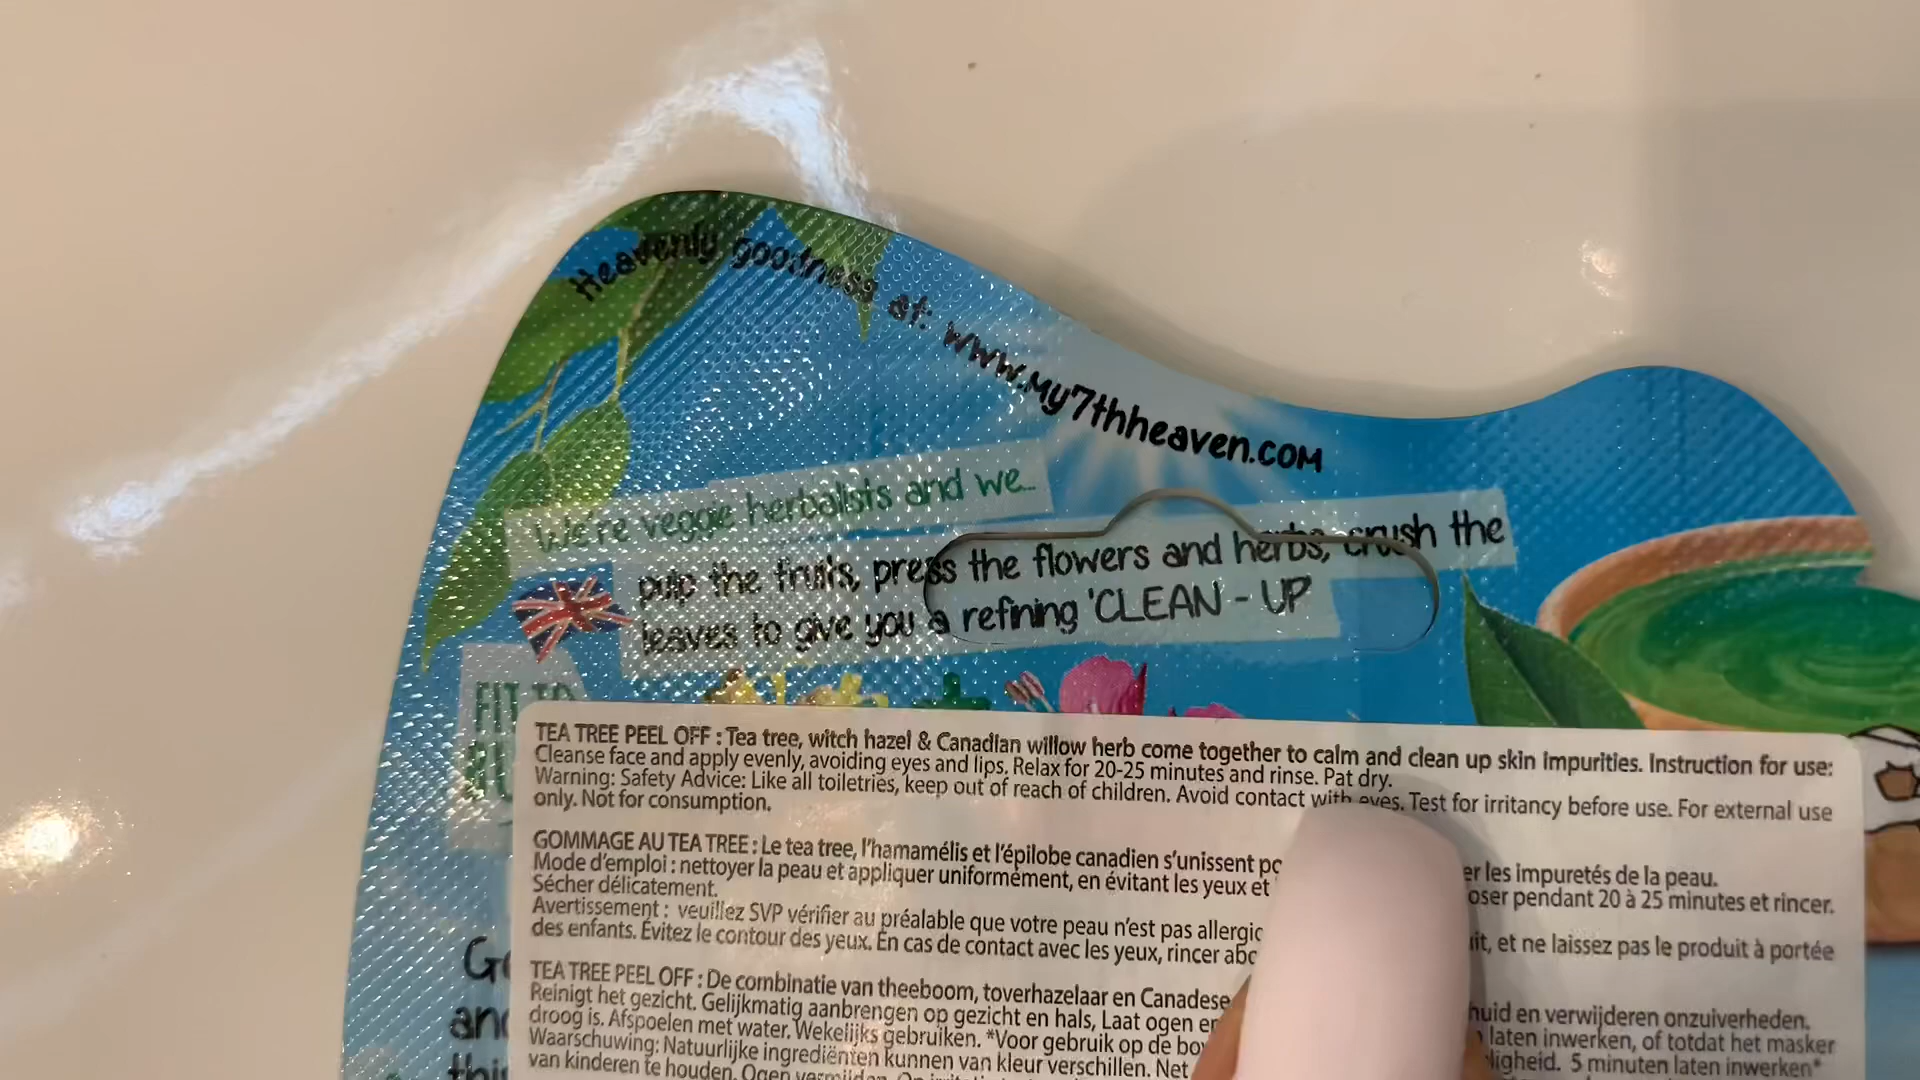 Heavenly goodness at: www.my7thheaven.com
We're veggie herbalists and we...
pulp the fruits, press the flowers and herbs, crush the
leaves to give you a refining 'CLEAN - UP
FIT TO
TEA TREE PEEL OFF : Tea tree, witch hazel & Canadian willow herb come together to calm and clean up skin impurities. Instruction for use:
Cleanse face and apply evenly, avoiding eyes and lips. Relax for 20-25 minutes and rinse. Pat dry.
Warning: Safety Advice: Like all toiletries, keep out of reach of children. Avoid contact with eyes. Test for irritancy before use. For external use
only. Not for consumption.
GOMMAGE AU TEA TREE : Le tea tree, l'hamamélis et l'épilobe canadien s'unissent les impuretés de la peau.
Mode d'emploi : nettoyer la peau et appliquer uniformément, en évitant les yeux et pendant 20 à 25 minutes et rincer.
Sécher délicatement.
Avertissement : veuillez SVP vérifier au préalable que votre peau n'est pas et ne laissez pas le produit à portée
des enfants. Évitez le contour des yeux. En cas de contact avec les yeux, rincer
TEA TREE PEEL OFF : De combinatie van theeboom, toverhazelaar en Canadese huid en verwijderen onzuiverheden.
Reinigt het gezicht. Gelijkmatig aanbrengen op gezicht en hals, Laat ogen laten inwerken, of totdat het masker
droog is. Afspoelen met water. Wekelijks gebruiken. *Voor gebruik op de 5 minuten laten inwerken*
Waarschuwing: Natuurlijke ingrediënten kunnen van kleur verschillen. Net
van kinderen te houden. Ogen vermijden.